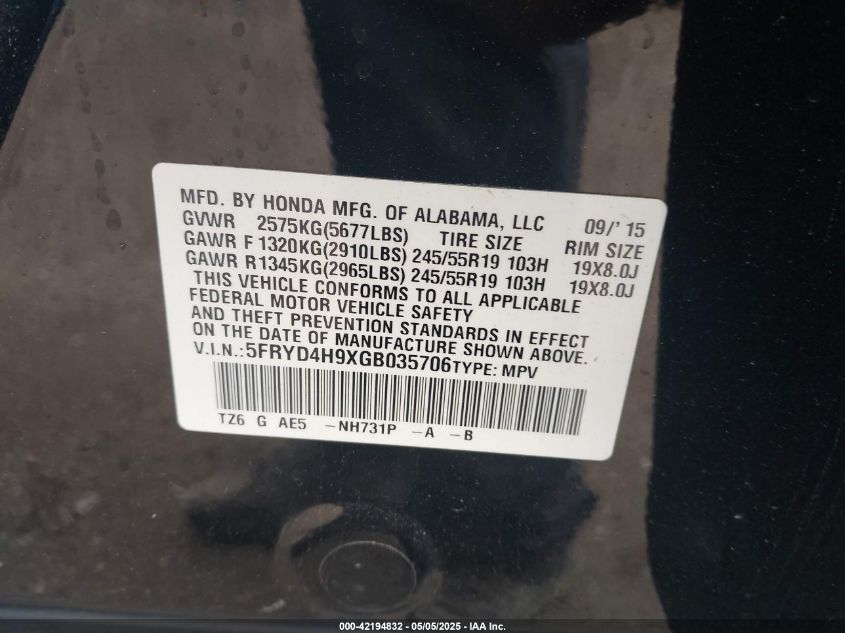 MFD. BY HONDA MFG. OF ALABAMA, LLC 09/' 15
GVWR 2575KG(5677LBS) TIRE SIZE RIM SIZE
GAWR F 1320KG(2910LBS) 245/55R19 103H 19X8.0J
GAWR R1345KG(2965LBS) 245/55R19 103H 19X8.0J
THIS VEHICLE CONFORMS TO ALL APPLICABLE
FEDERAL MOTOR VEHICLE SAFETY
AND THEFT PREVENTION STANDARDS IN EFFECT
ON THE DATE OF MANUFACTURE SHOWN ABOVE.
V.I.N.:5FRYD4H9XGB035706TYPE: MPV
TZ6 G AE5 -NH731P -A -B
000-42194832 - 05/05/2025 - IAA Inc.